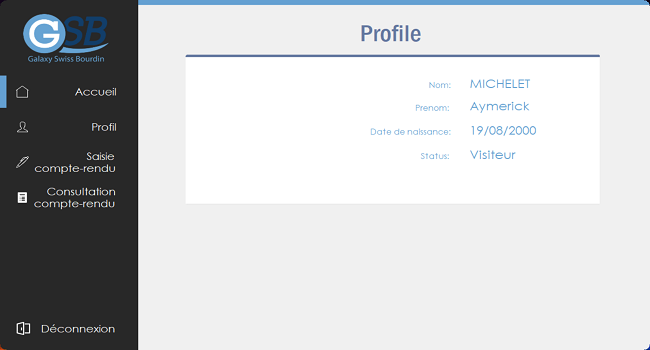 GSB
Galaxy Swiss Bourdin
Accueil
Profil
Saisie
compte-rendu
Consultation
compte-rendu
Déconnexion
Profile
Nom: MICHELET
Prenom: Aymerick
Date de naissance: 19/08/2000
Status: Visiteur